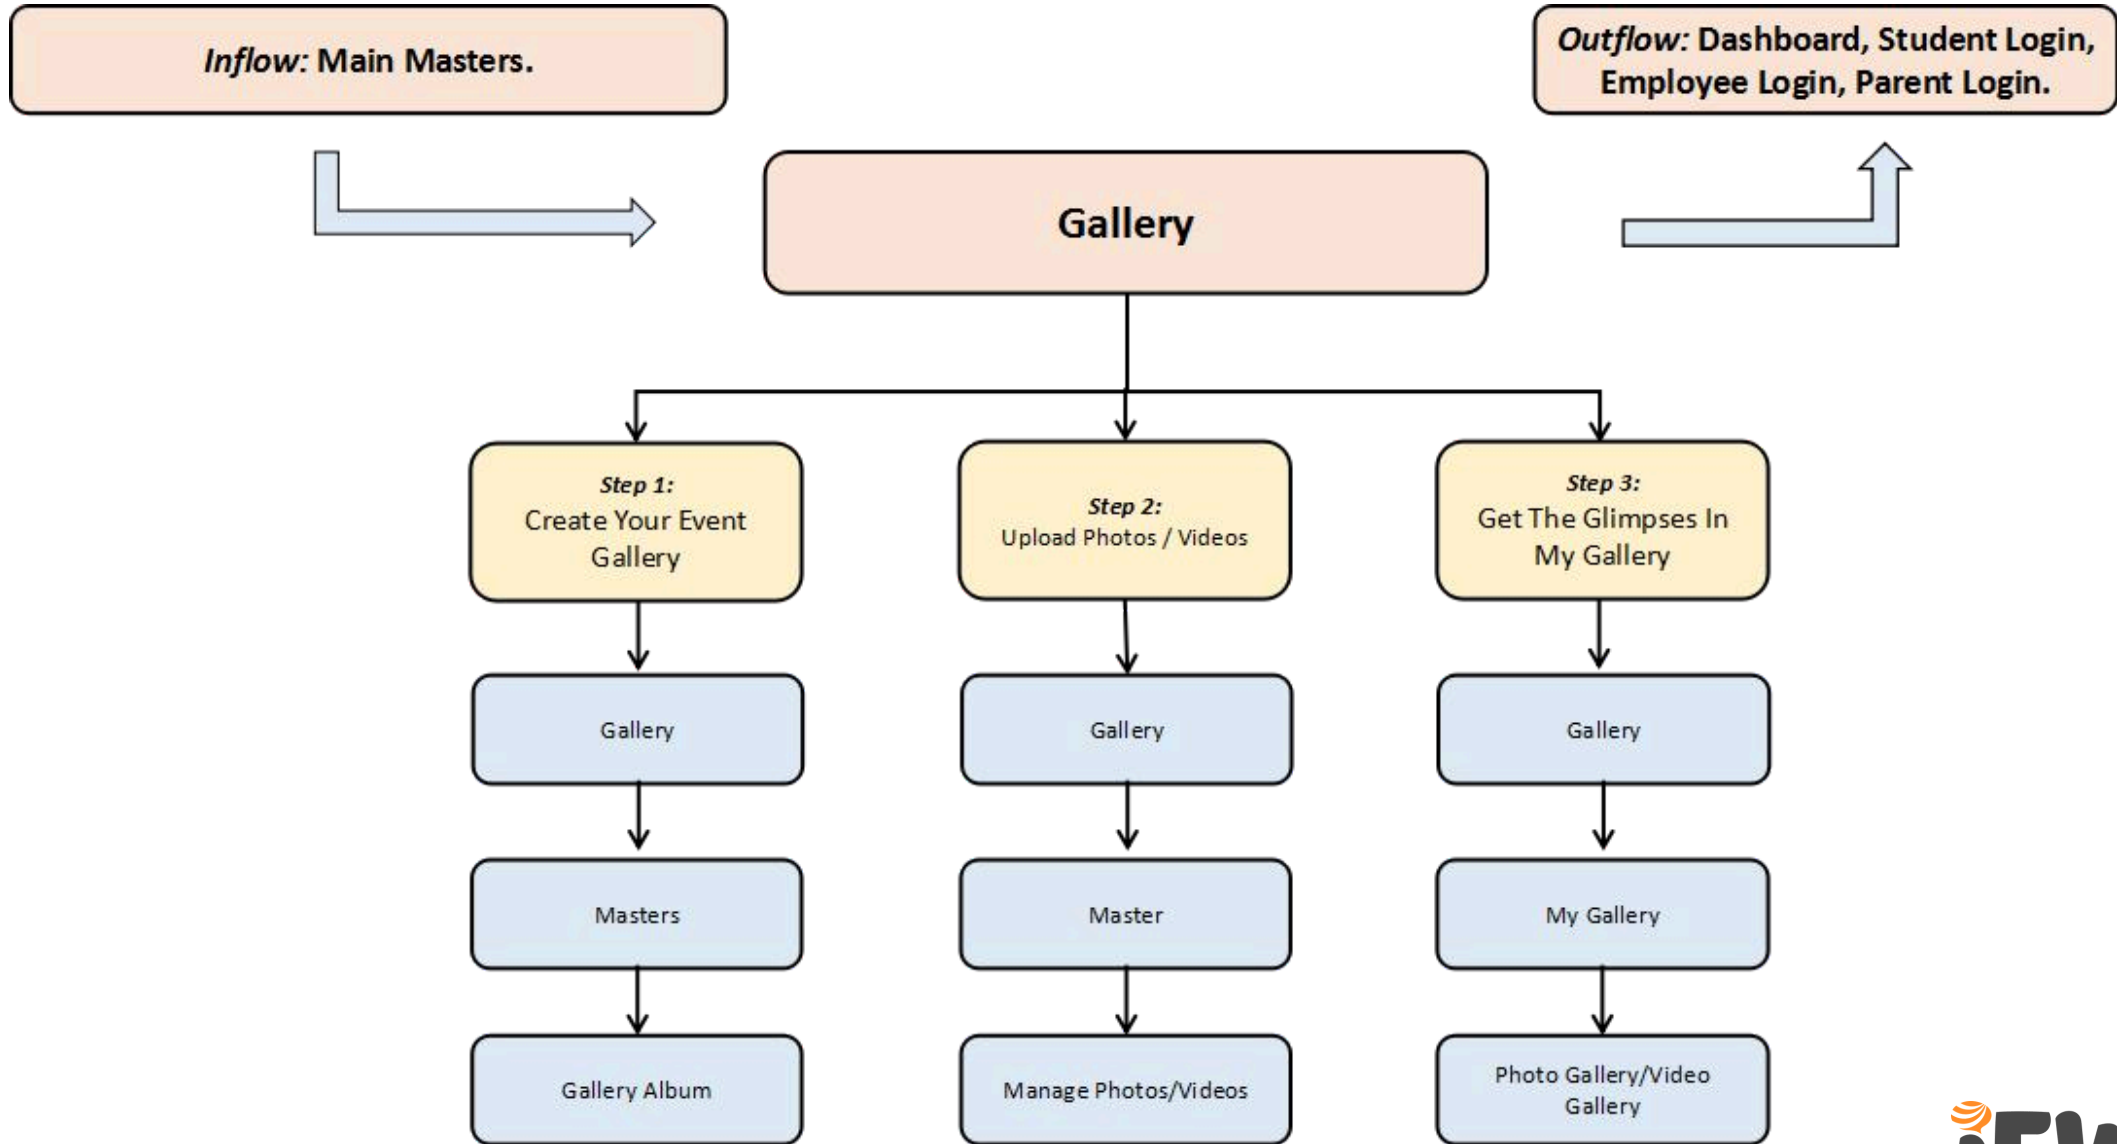 Inflow: Main Masters.
Outflow: Dashboard, Student Login,
Employee Login, Parent Login.
Gallery
Step 1:
Create Your Event
Gallery
Step 2:
Upload Photos / Videos
Step 3:
Get The Glimpses In
My Gallery
Gallery
Gallery
Gallery
Masters
Master
My Gallery
Gallery Album
Manage Photos/Videos
Photo Gallery/Video
Gallery